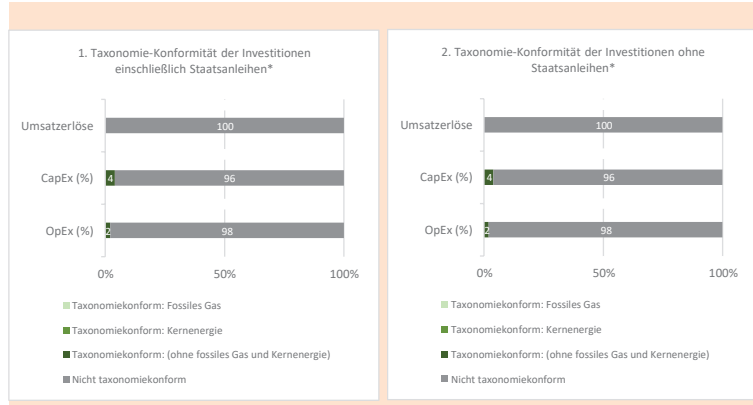 1. Taxonomie-Konformität der Investitionen
einschließlich Staatsanleihen*
Umsatzerlöse
100
CapEx (%)
4
96
OpEx (%)
2
98
0%
50%
100%
Taxonomiekonform: Fossiles Gas
Taxonomiekonform: Kernenergie
Taxonomiekonform: (ohne fossiles Gas und Kernenergie)
Nicht taxonomiekonform
2. Taxonomie-Konformität der Investitionen ohne
Staatsanleihen*
Umsatzerlöse
100
CapEx (%)
4
96
OpEx (%)
2
98
0%
50%
100%
Taxonomiekonform: Fossiles Gas
Taxonomiekonform: Kernenergie
Taxonomiekonform: (ohne fossiles Gas und Kernenergie)
Nicht taxonomiekonform